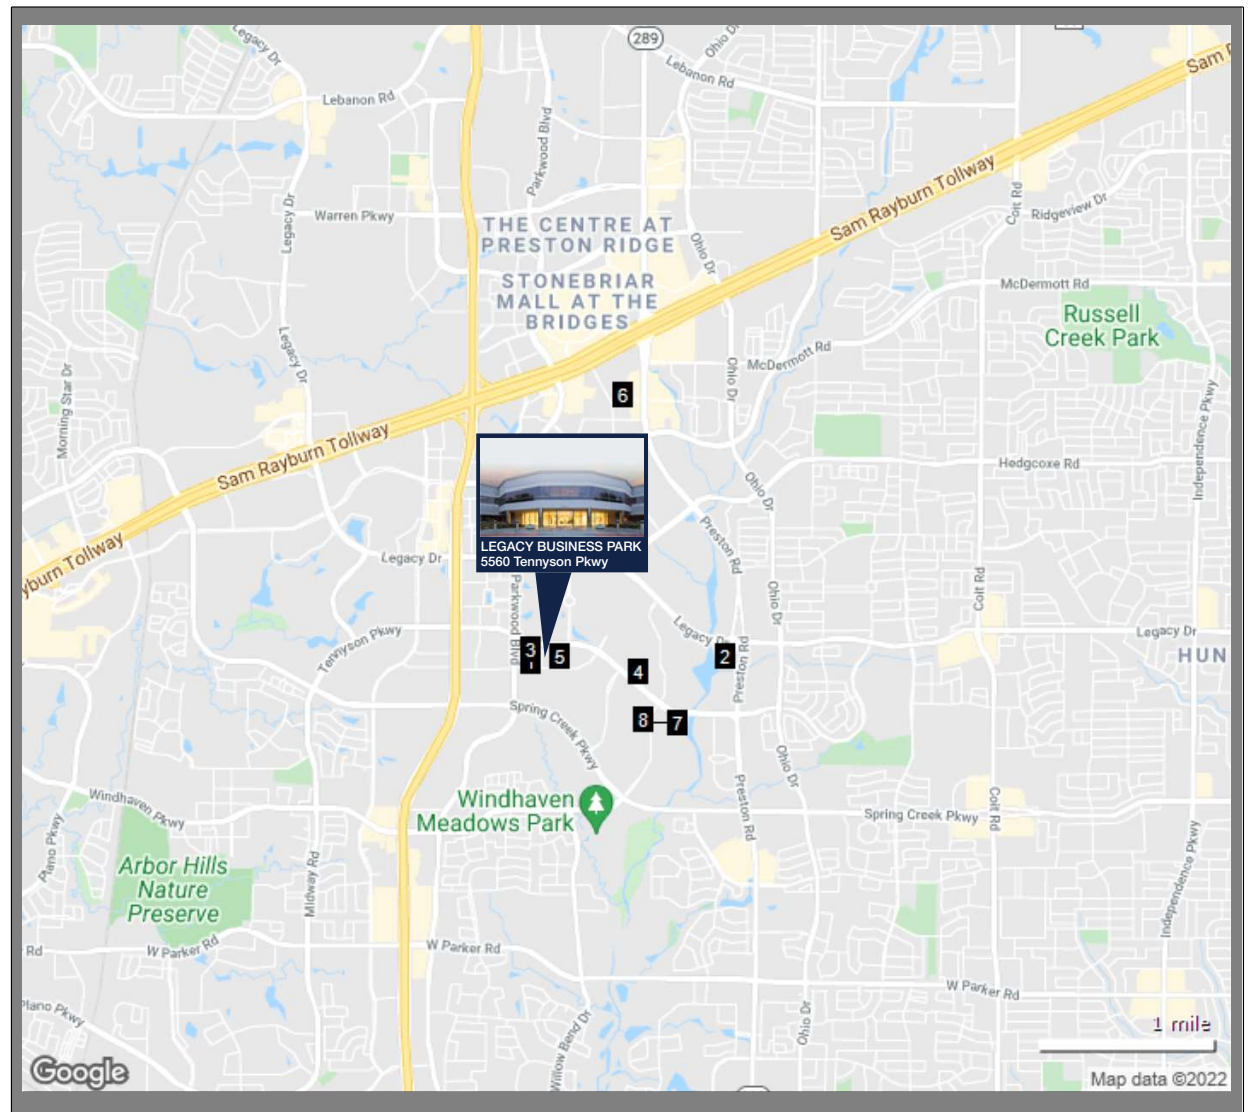 Legacy Dr
289
Ohio Dr
Lebanon Rd
Sam R
Lebanon Rd
Parkwood Blvd
Sam Rayburn Tollway
Coit Rd
Ridgeview Dr
Legacy Dr
Warren Pkwy
THE CENTRE AT
PRESTON RIDGE
Ohio Dr
STONEBRIAR
MALL AT THE
BRIDGES
McDermott Rd
Russell
Creek Park
Legacy Dr
McDermott Rd
Ohio Dr
Morning Star Dr
6
Independence Pkwy
Sam Rayburn Tollway
Hedgcoxe Rd
Ohio Dr
yburn Tollway
Preston Rd
Legacy Dr
LEGACY BUSINESS PARK
5560 Tennyson Pkwy
Parkwood Blvd
Ohio Dr
Coit Rd
Tennyson Pkwy
Legacy Dr
Legacy Dr
3
5
2
HUN
4
Preston Rd
Spring Creek Pkwy
8
7
Ohio Dr
Windhaven Pkwy
Windhaven
Meadows Park
Preston Rd
Coit Rd
Spring Creek Pkwy
Plano Pkwy
Arbor Hills
Nature
Preserve
Midway Rd
Independence Pkwy
Rd
W Parker Rd
W Parker Rd
W Parker Rd
Plano Pkwy
Willow Bend Dr
Ohio Dr
1 mile
Google
Map data ©2022